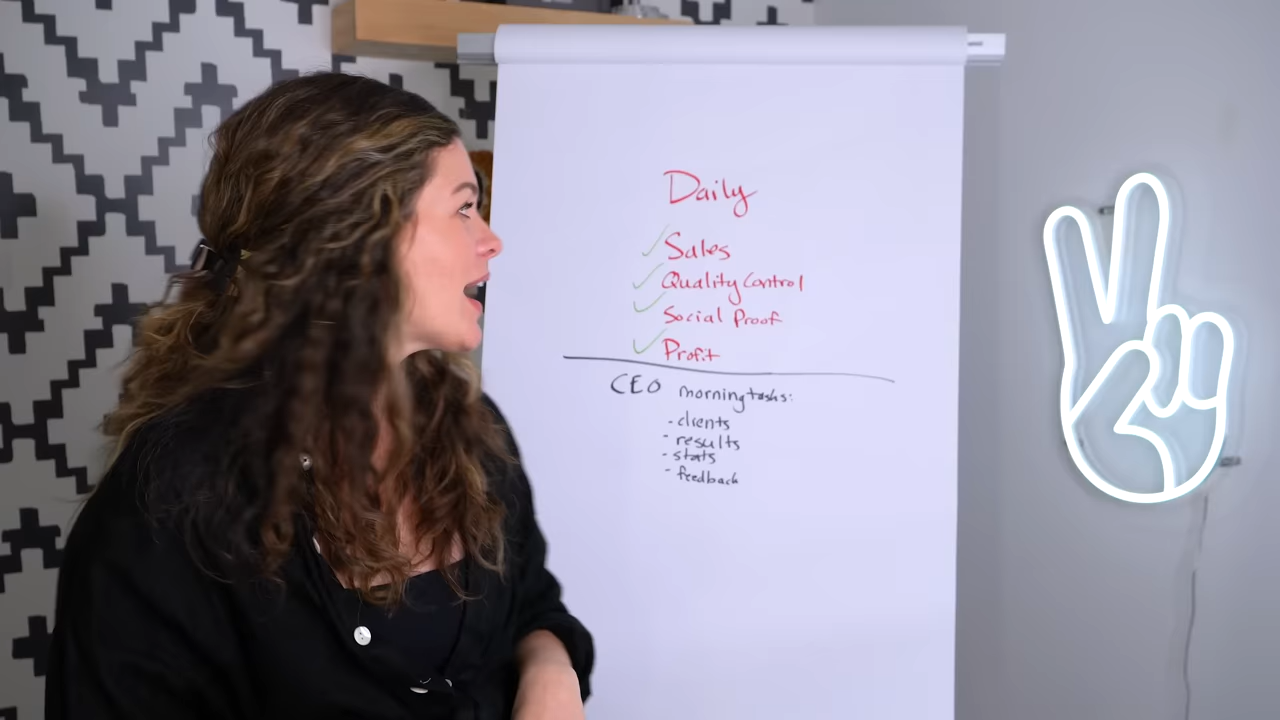 Daily
✓ Sales
✓ Quality Control
✓ Social Proof
✓ Profit
CEO morning tasks:
- clients
- results
- stats
- feedback